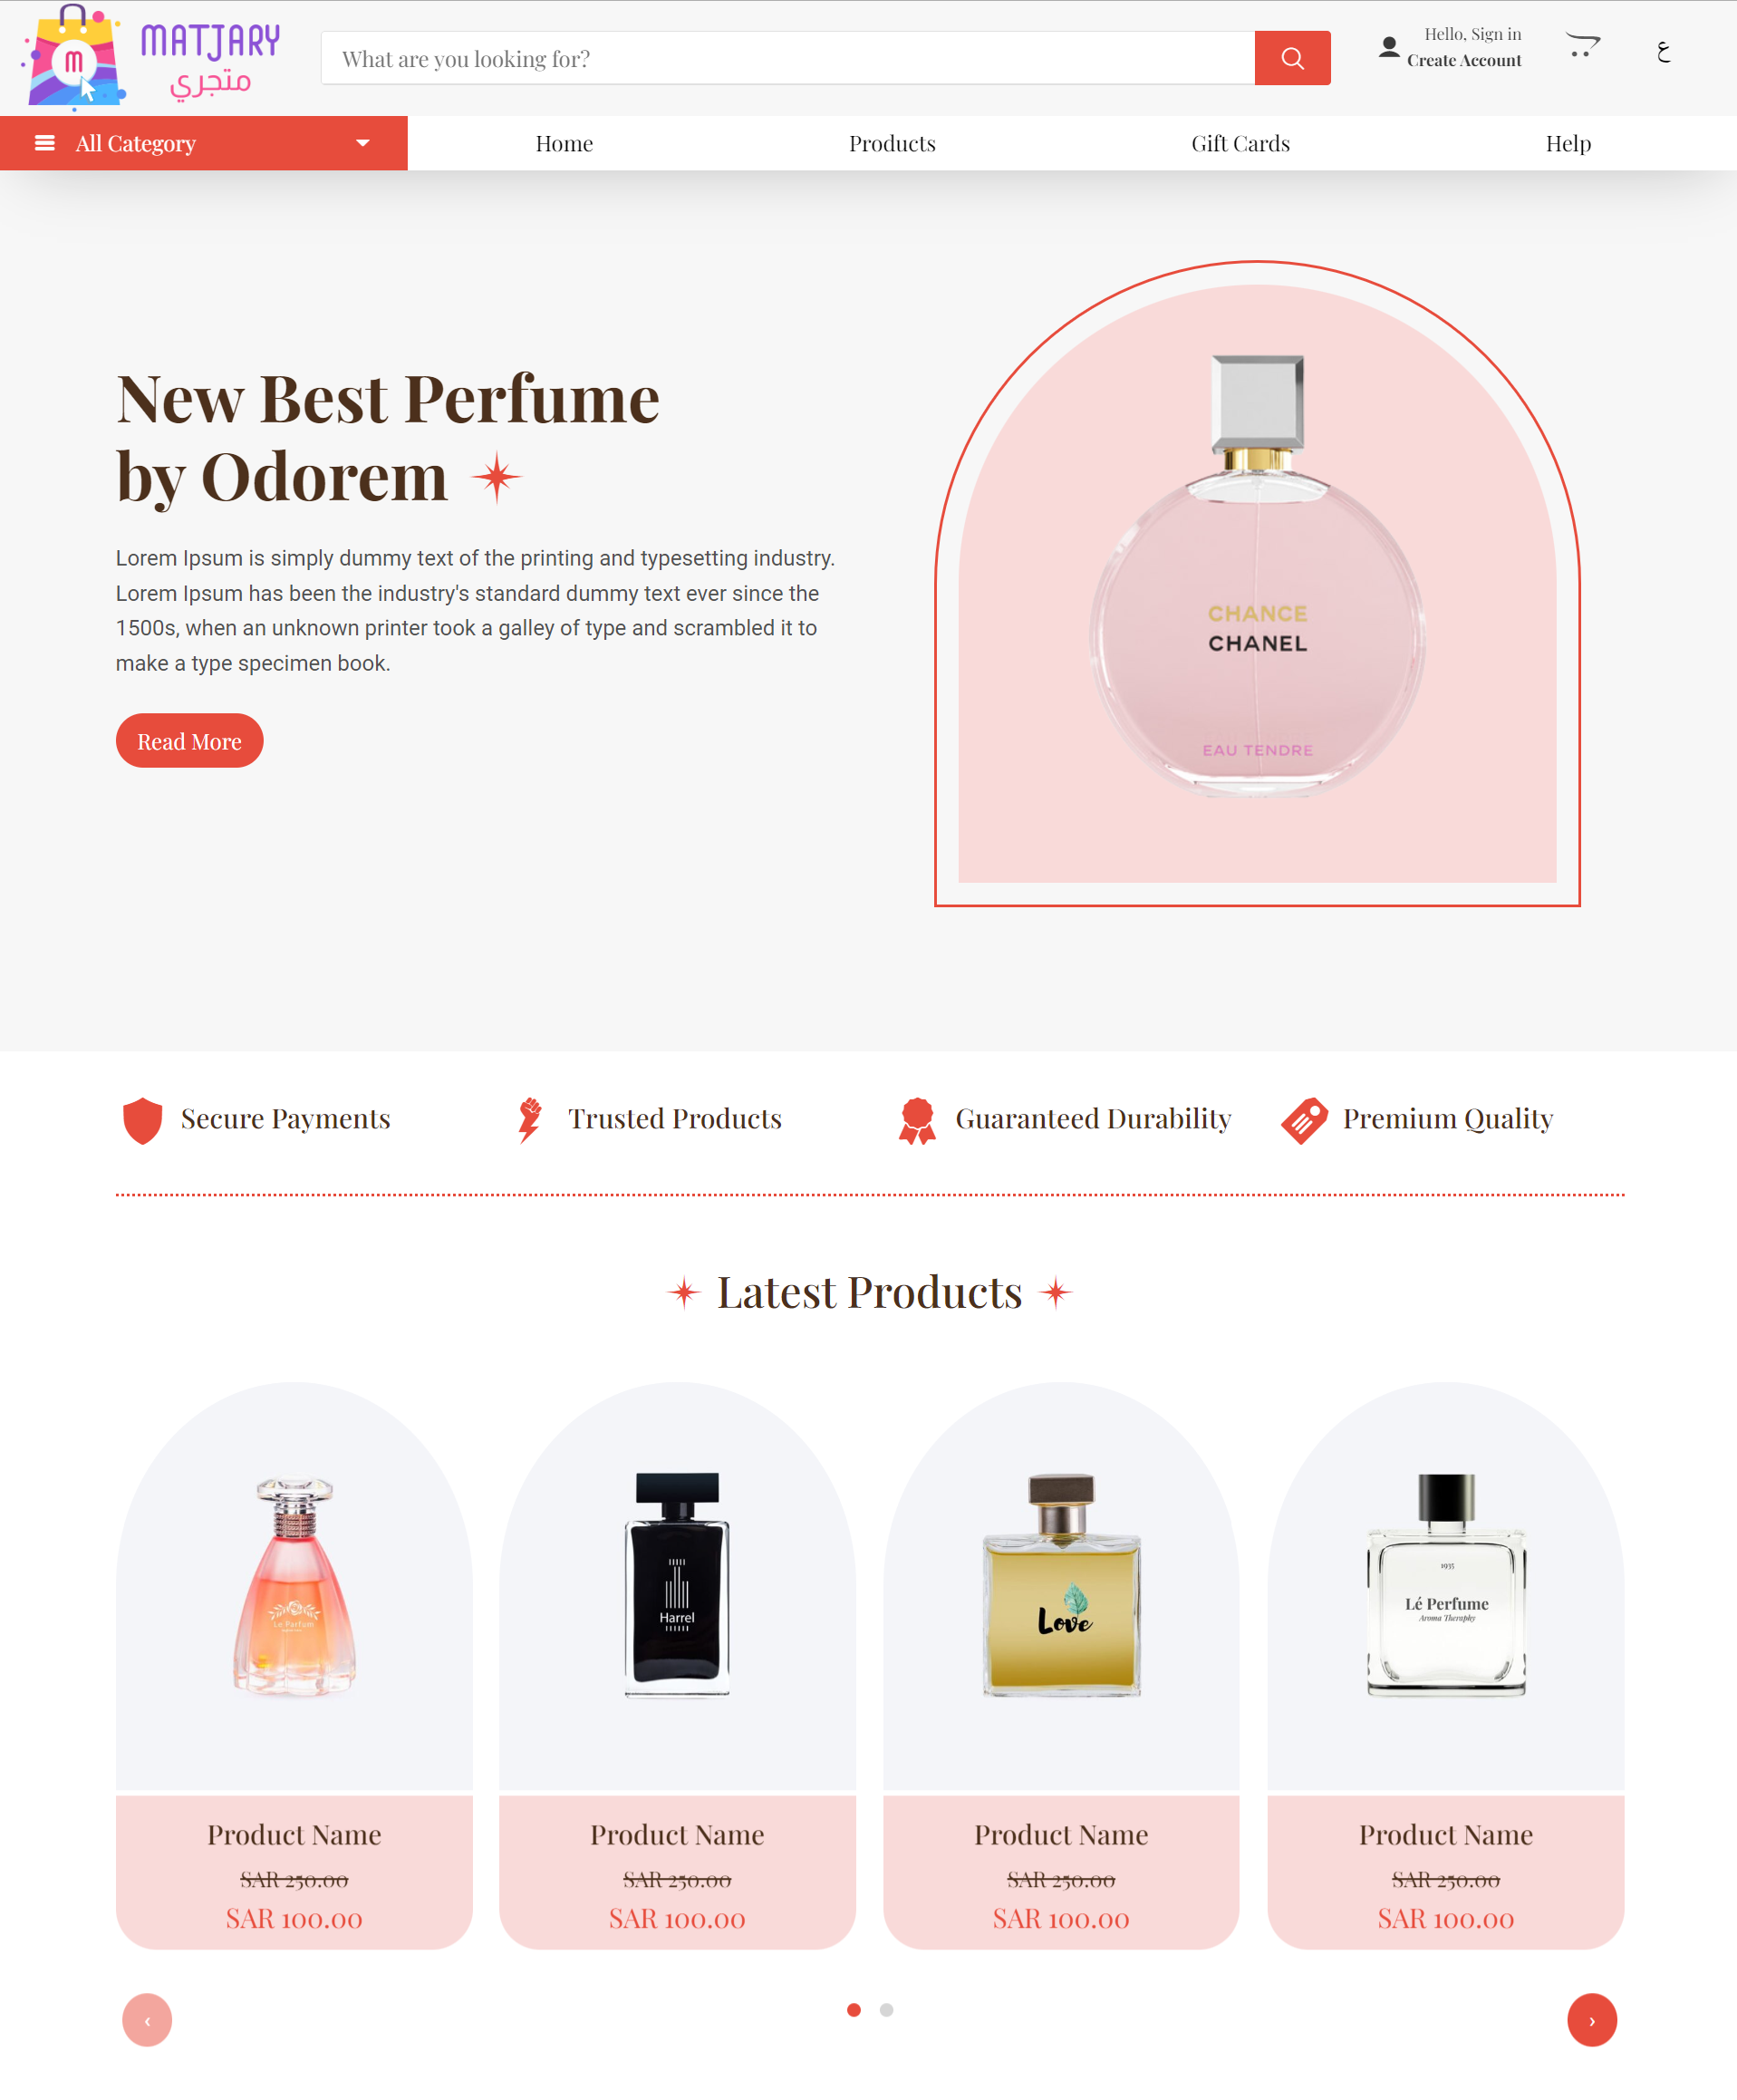 m
MATJARY
متجري
What are you looking for?
Hello, Sign in
Create Account
ع
All Category
Home
Products
Gift Cards
Help
New Best Perfume
by Odorem
Lorem Ipsum is simply dummy text of the printing and typesetting industry.
Lorem Ipsum has been the industry's standard dummy text ever since the
1500s, when an unknown printer took a galley of type and scrambled it to
make a type specimen book.
Read More
CHANCE
CHANEL
EAU TENDRE
Secure Payments
Trusted Products
Guaranteed Durability
Premium Quality
Latest Products
Le Parfum
Harrel
Love
1935
Lé Perfume
Aroma Theraphy
Product Name
SAR 250.00
SAR 100.00
Product Name
SAR 250.00
SAR 100.00
Product Name
SAR 250.00
SAR 100.00
Product Name
SAR 250.00
SAR 100.00
‹
›